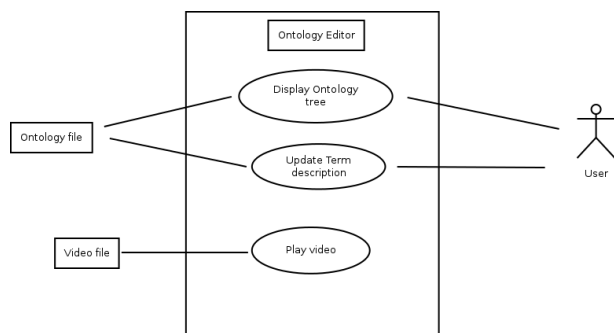 Ontology Editor
Display Ontology
tree
Ontology file
Update Term
description
User
Video file
Play video